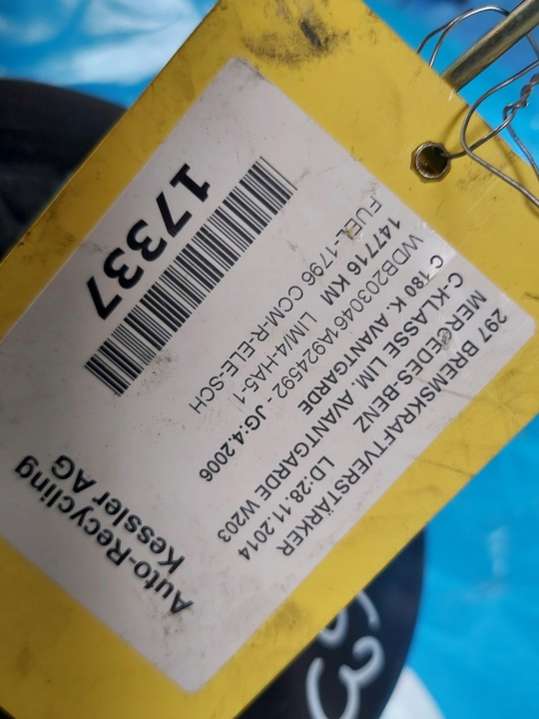 297 BREMSKRAFTVERSTÄRKER
MERCEDES-BENZ LD:28.11.2014
C-KLASSE LIM. AVANTGARDE W203
C 180 K. AVANTGARDE
WDB2030461A924592 - JG:4.2006
147716 KM LIM/4-HA5-1
FUEL-1796 CCM-R-ELE-SCH
17337
Auto-Recycling
Kessler AG